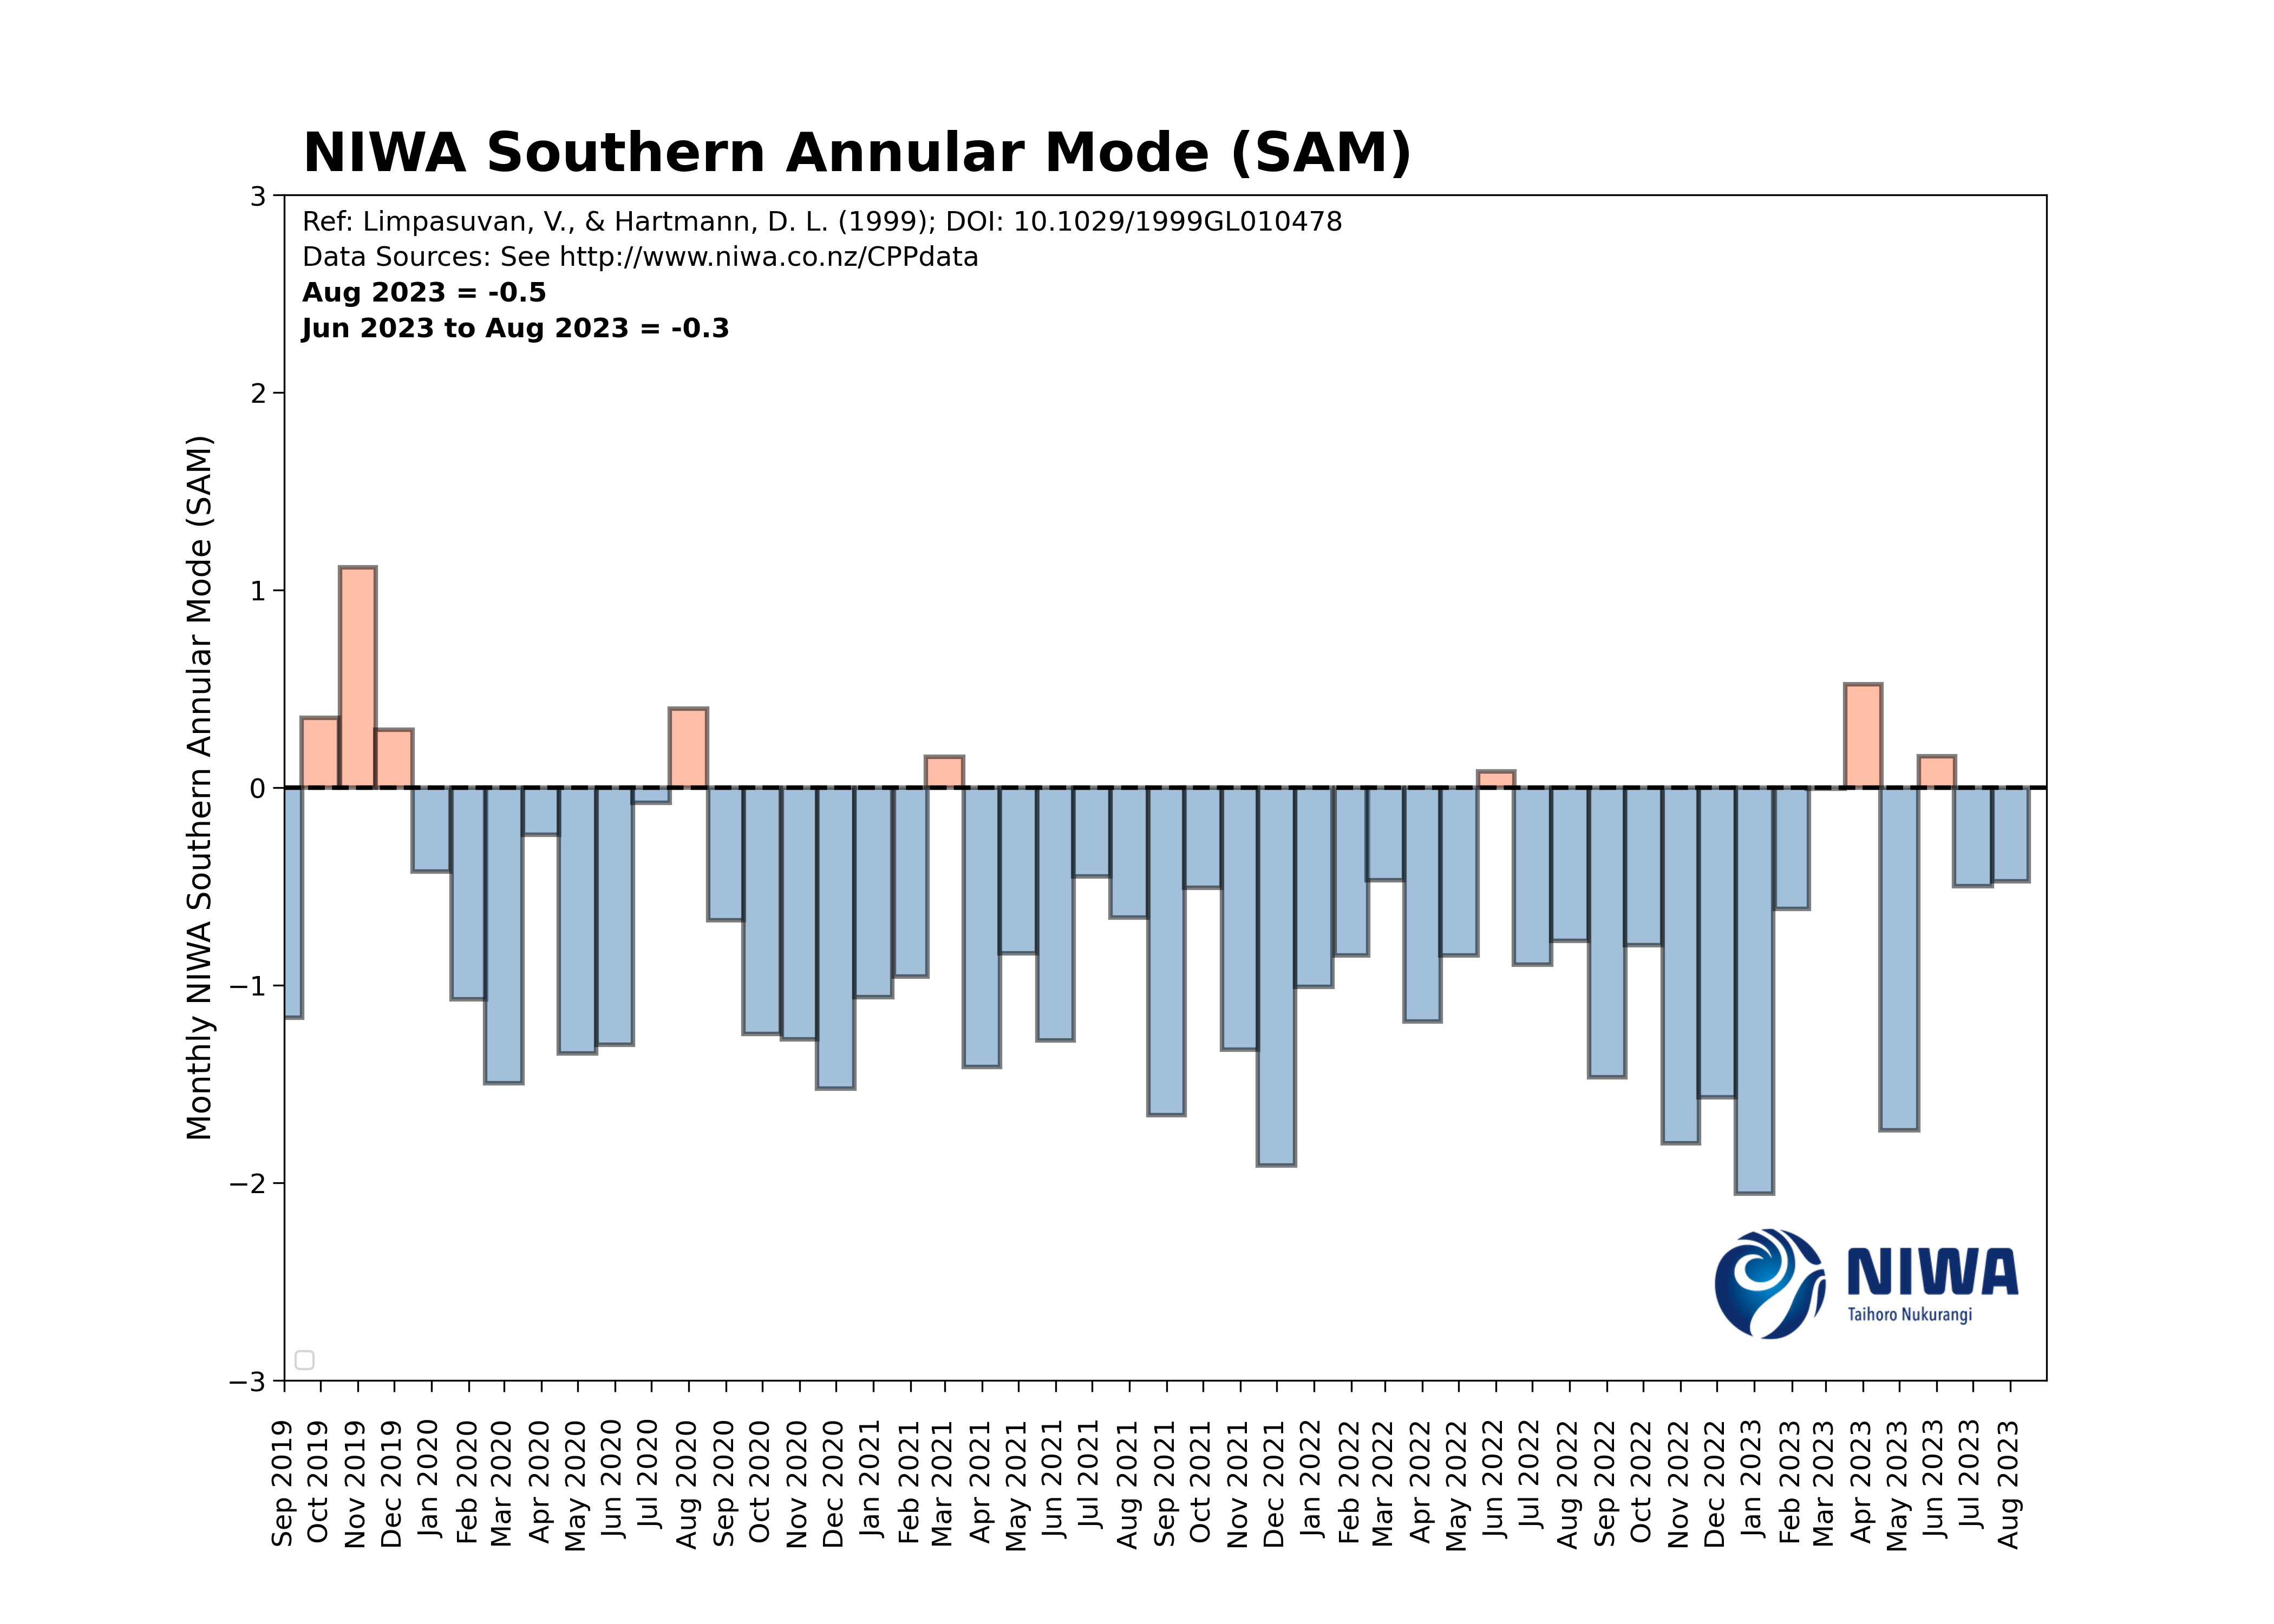 NIWA Southern Annular Mode (SAM)
Ref: Limpasuvan, V., & Hartmann, D. L. (1999); DOI: 10.1029/1999GL010478
Data Sources: See http://www.niwa.co.nz/CPPdata
Aug 2023 = -0.5
Jun 2023 to Aug 2023 = -0.3
Monthly NIWA Southern Annular Mode (SAM)
3
2
1
0
−1
−2
−3
NIWA
Taihoro Nukurangi
Sep 2019
Oct 2019
Nov 2019
Dec 2019
Jan 2020
Feb 2020
Mar 2020
Apr 2020
May 2020
Jun 2020
Jul 2020
Aug 2020
Sep 2020
Oct 2020
Nov 2020
Dec 2020
Jan 2021
Feb 2021
Mar 2021
Apr 2021
May 2021
Jun 2021
Jul 2021
Aug 2021
Sep 2021
Oct 2021
Nov 2021
Dec 2021
Jan 2022
Feb 2022
Mar 2022
Apr 2022
May 2022
Jun 2022
Jul 2022
Aug 2022
Sep 2022
Oct 2022
Nov 2022
Dec 2022
Jan 2023
Feb 2023
Mar 2023
Apr 2023
May 2023
Jun 2023
Jul 2023
Aug 2023